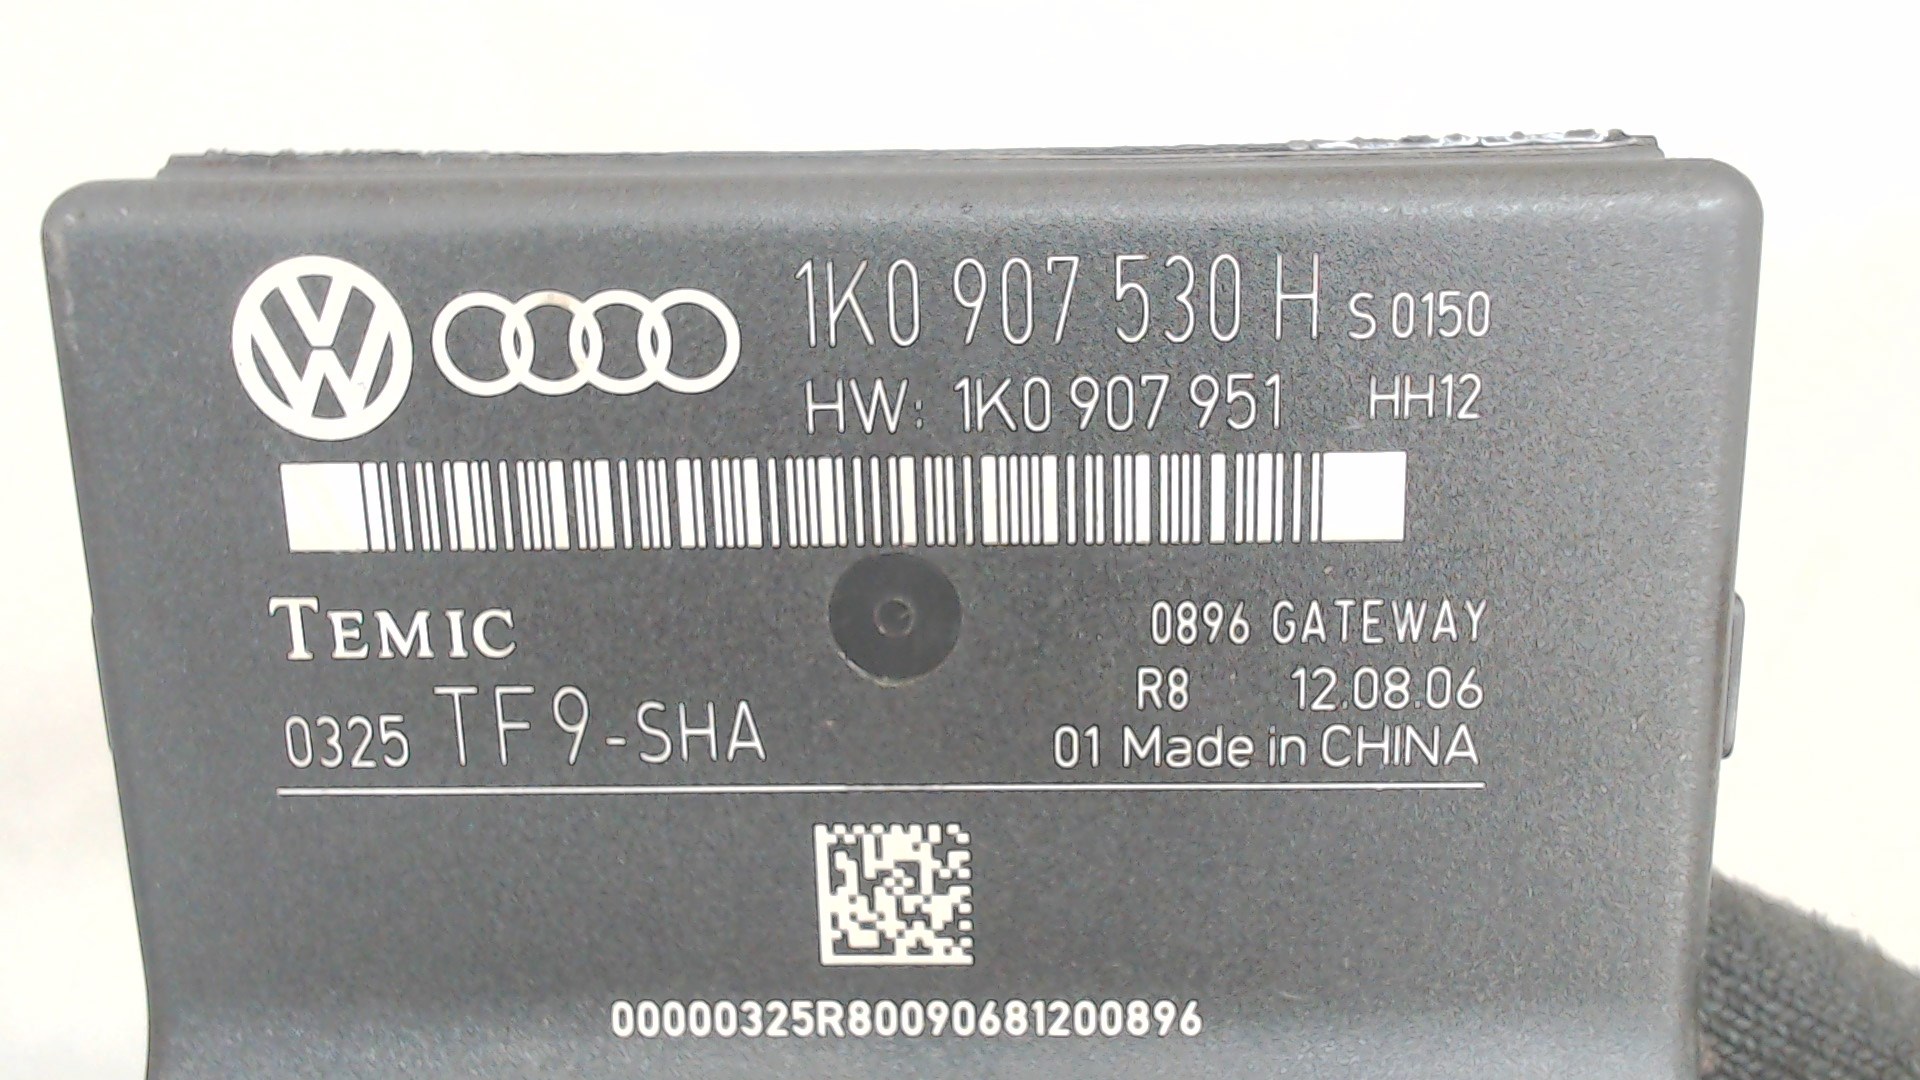 1K0 907 530 H S 0150
HW: 1K0 907 951 HH12
TEMIC
0896 GATEWAY
R8 12.08.06
0325 TF9-SHA
01 Made in CHINA
00000325R80090681200896